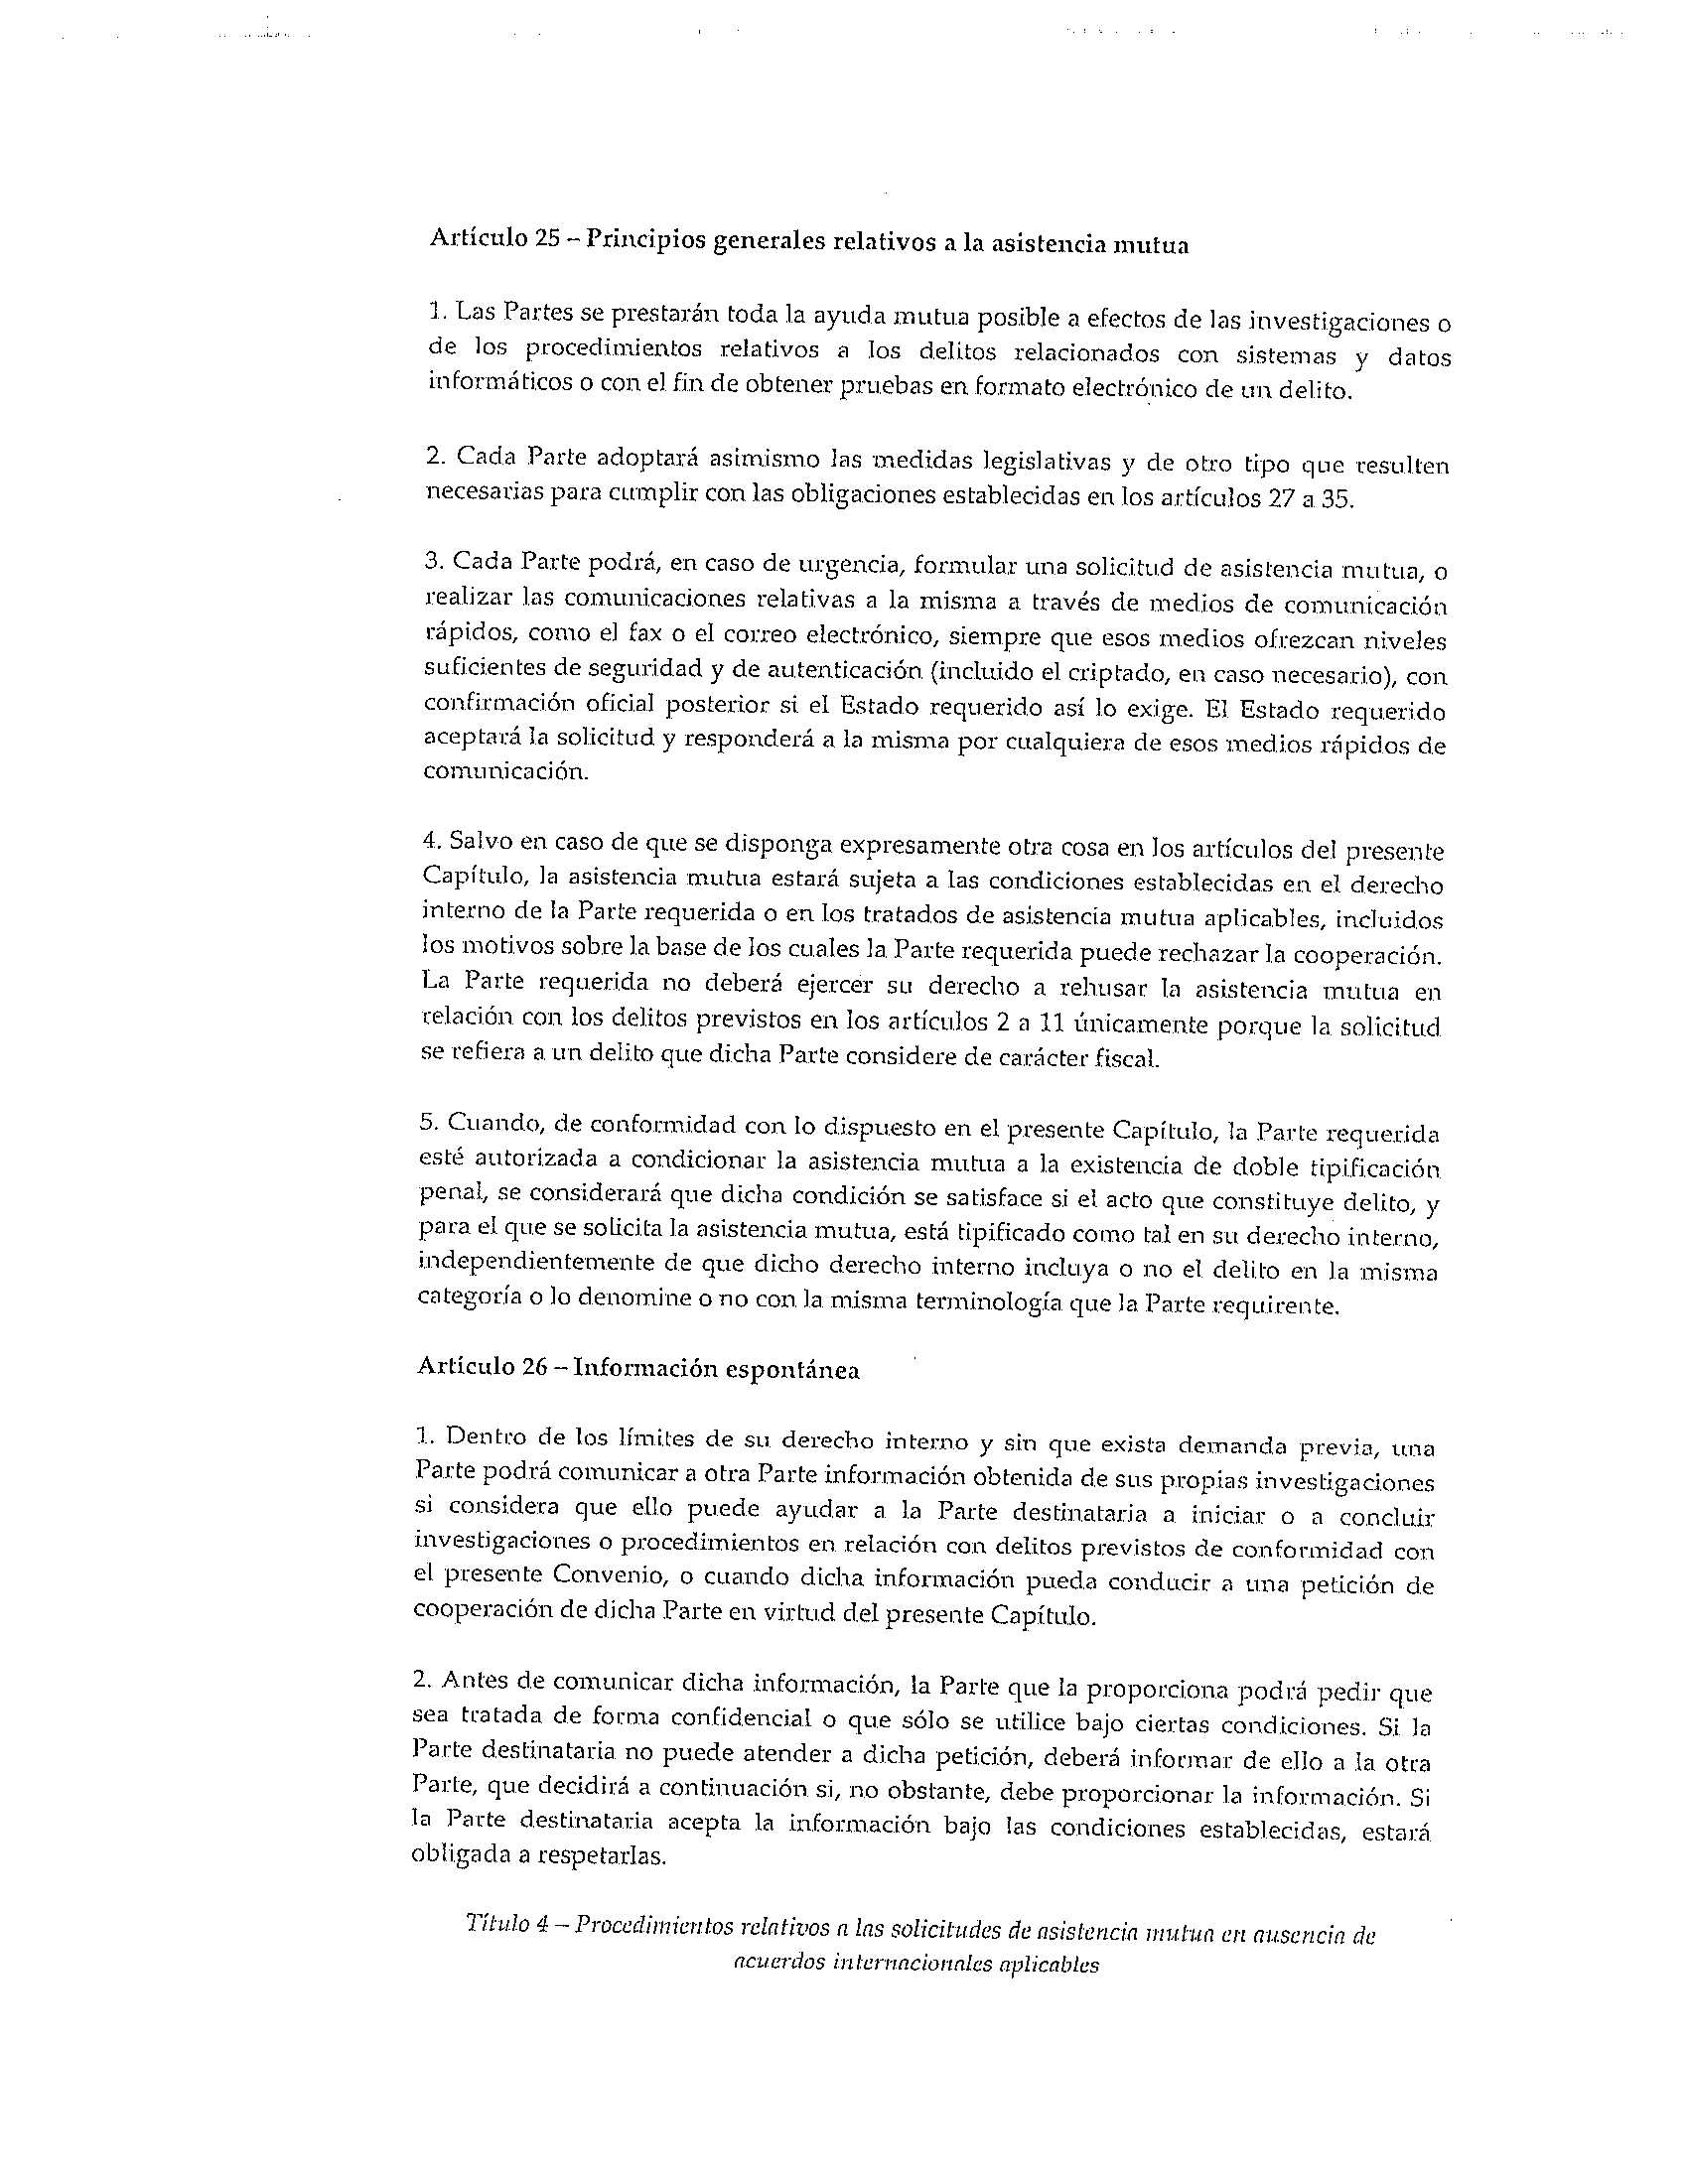 Artículo 25 – Principios generales relativos a la asistencia mutua
1. Las Partes se prestarán toda la ayuda mutua posible a efectos de las investigaciones o
de los procedimientos relativos a los delitos relacionados con sistemas y datos
informáticos o con el fin de obtener pruebas en formato electrónico de un delito.
2. Cada Parte adoptará asimismo las medidas legislativas y de otro tipo que resulten
necesarias para cumplir con las obligaciones establecidas en los artículos 27 a 35.
3. Cada Parte podrá, en caso de urgencia, formular una solicitud de asistencia mutua, o
realizar las comunicaciones relativas a la misma a través de medios de comunicación
rápidos, como el fax o el correo electrónico, siempre que esos medios ofrezcan niveles
suficientes de seguridad y de autenticación (incluido el criptado, en caso necesario), con
confirmación oficial posterior si el Estado requerido así lo exige. El Estado requerido
aceptará la solicitud y responderá a la misma por cualquiera de esos medios rápidos de
comunicación.
4. Salvo en caso de que se disponga expresamente otra cosa en los artículos del presente
Capítulo, la asistencia mutua estará sujeta a las condiciones establecidas en el derecho
interno de la Parte requerida o en los tratados de asistencia mutua aplicables, incluidos
los motivos sobre la base de los cuales la Parte requerida puede rechazar la cooperación.
La Parte requerida no deberá ejercer su derecho a rehusar la asistencia mutua en
relación con los delitos previstos en los artículos 2 a 11 únicamente porque la solicitud
se refiera a un delito que dicha Parte considere de carácter fiscal.
5. Cuando, de conformidad con lo dispuesto en el presente Capítulo, la Parte requerida
esté autorizada a condicionar la asistencia mutua a la existencia de doble tipificación
penal, se considerará que dicha condición se satisface si el acto que constituye delito, y
para el que se solicita la asistencia mutua, está tipificado como tal en su derecho interno,
independientemente de que dicho derecho interno incluya o no el delito en la misma
categoría o lo denomine o no con la misma terminología que la Parte requirente.
Artículo 26 – Información espontánea
1. Dentro de los límites de su derecho interno y sin que exista demanda previa, una
Parte podrá comunicar a otra Parte información obtenida de sus propias investigaciones
si considera que ello puede ayudar a la Parte destinataria a iniciar o a concluir
investigaciones o procedimientos en relación con delitos previstos de conformidad con
el presente Convenio, o cuando dicha información pueda conducir a una petición de
cooperación de dicha Parte en virtud del presente Capítulo.
2. Antes de comunicar dicha información, la Parte que la proporciona podrá pedir que
sea tratada de forma confidencial o que sólo se utilice bajo ciertas condiciones. Si la
Parte destinataria no puede atender a dicha petición, deberá informar de ello a la otra
Parte, que decidirá a continuación si, no obstante, debe proporcionar la información. Si
la Parte destinataria acepta la información bajo las condiciones establecidas, estará
obligada a respetarlas.
Título 4 – Procedimientos relativos a las solicitudes de asistencia mutua en ausencia de
acuerdos internacionales aplicables